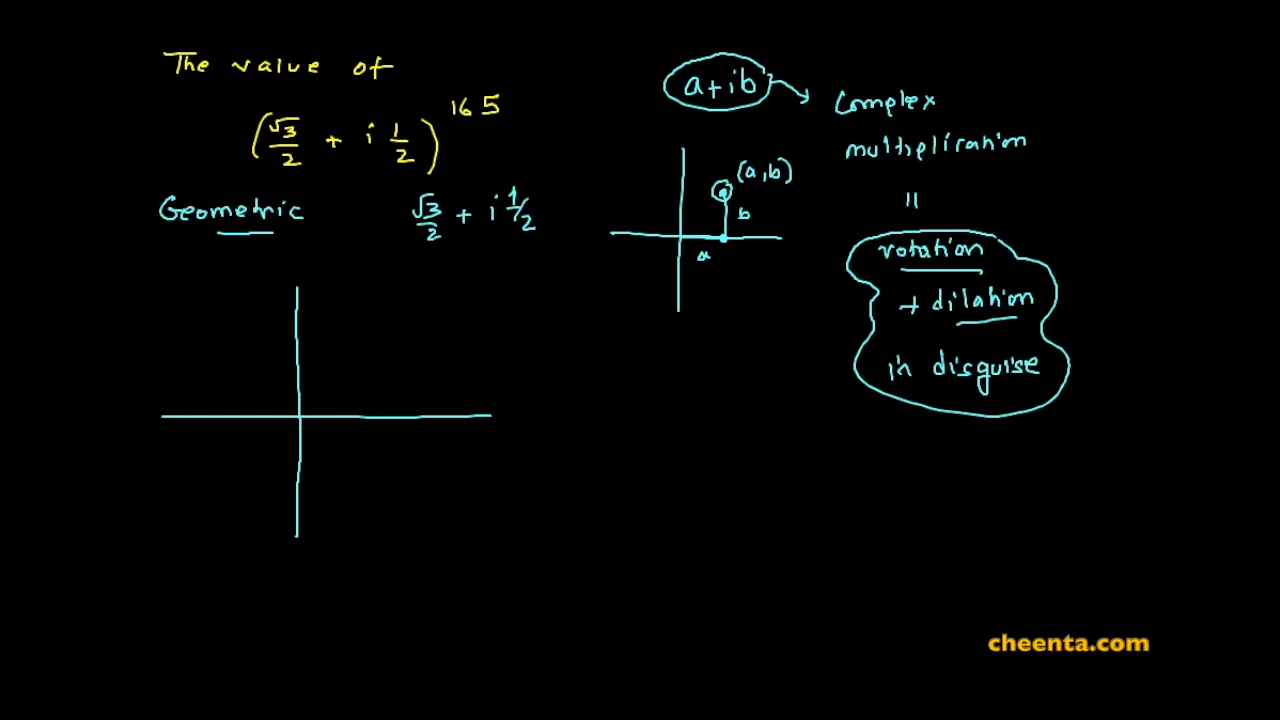 The value of
(√3/2 + i 1/2)^165
Geometric √3/2 + i 1/2
a+ib
Complex
multiplication
(a,b)
b
a
=
rotation
+ dilation
in disguise
cheenta.com